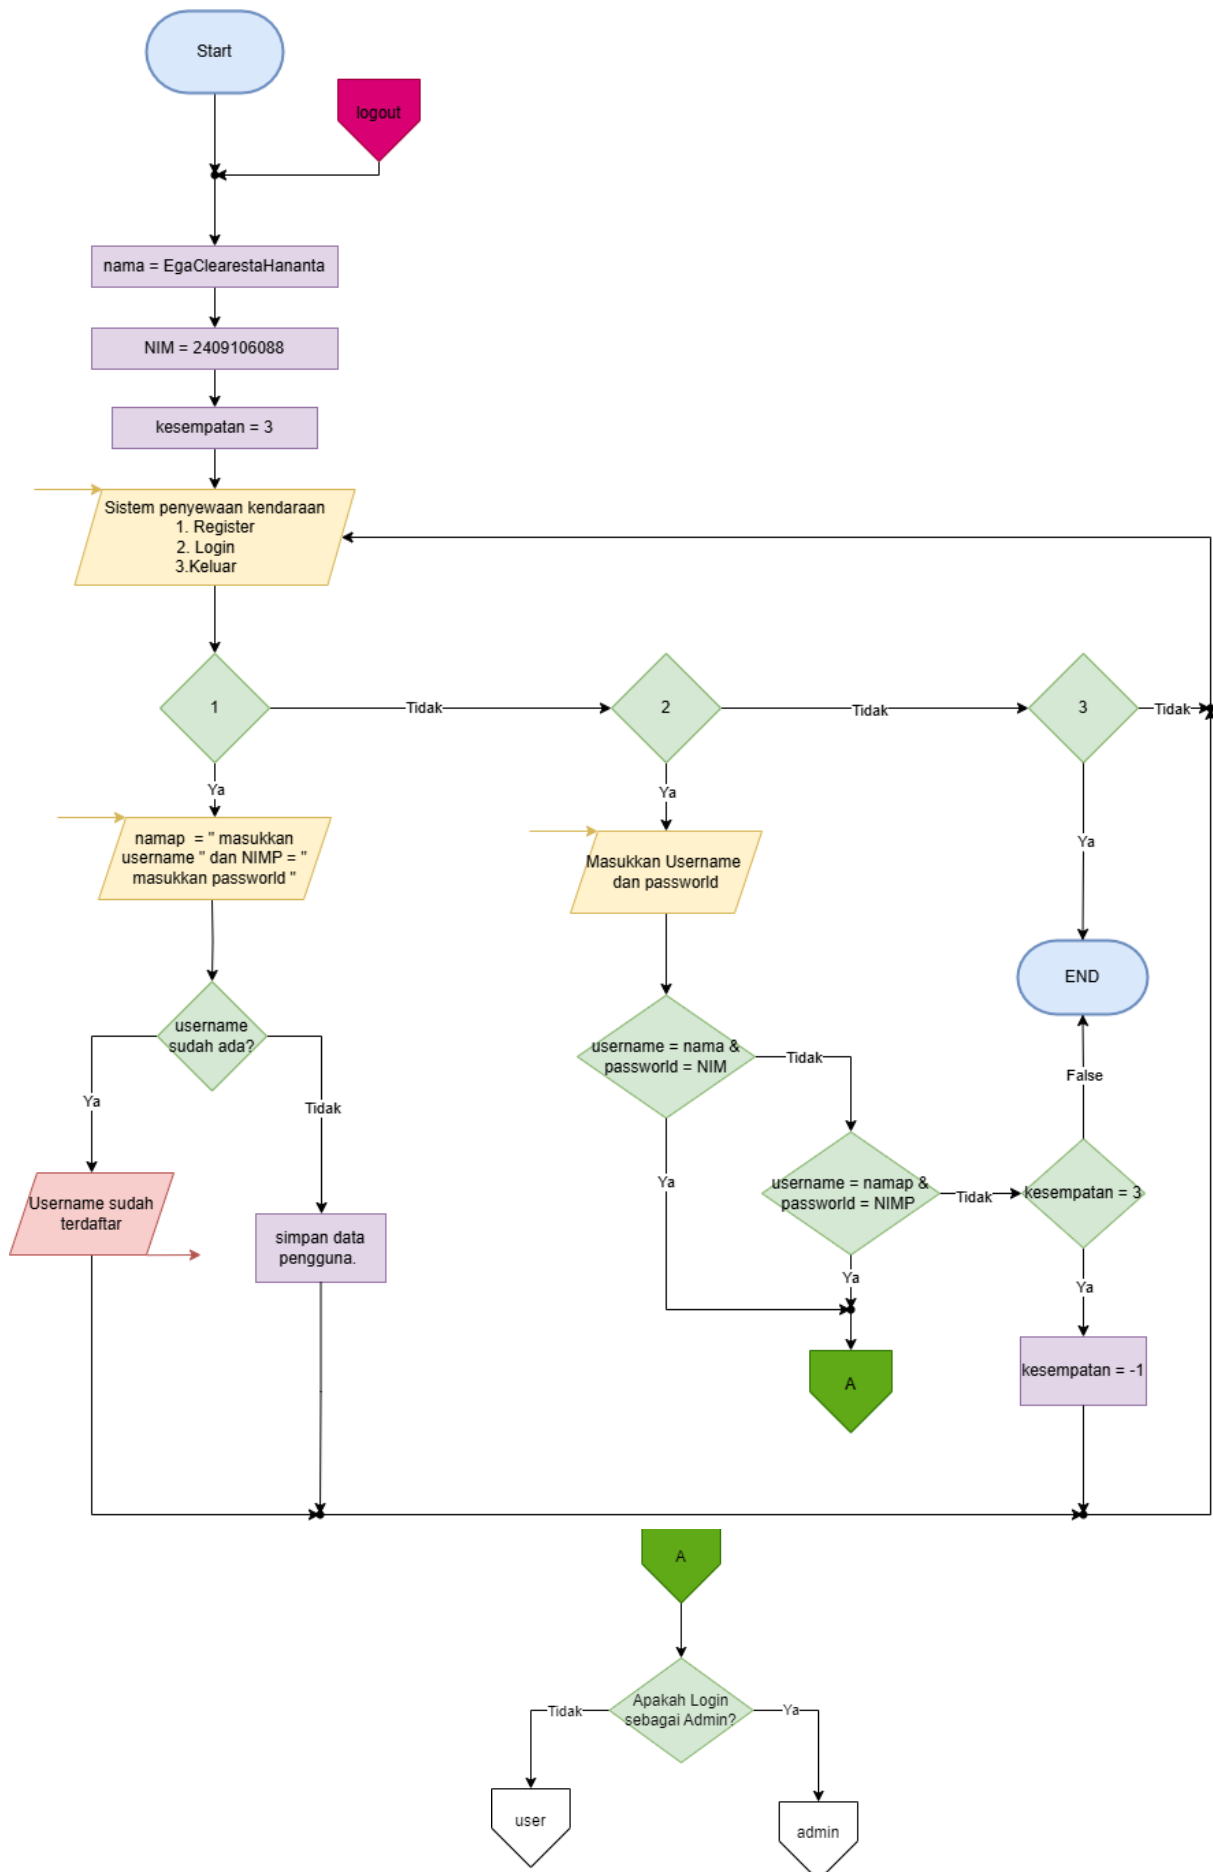 Start
logout
nama = EgaClearestaHananta
NIM = 2409106088
kesempatan = 3
Sistem penyewaan kendaraan
1. Register
2. Login
3.Keluar
1
Tidak
2
Tidak
3
Tidak
Ya
Ya
Ya
namap = " masukkan
username " dan NIMP = "
masukkan passworld "
Masukkan Username
dan passworld
END
username
sudah ada?
username = nama &
passworld = NIM
Tidak
False
Ya
Tidak
Ya
username = namap &
passworld = NIMP
Tidak
kesempatan = 3
Username sudah
terdaftar
simpan data
pengguna.
Ya
Ya
A
kesempatan = -1
A
Apakah Login
sebagai Admin?
Tidak
Ya
user
admin